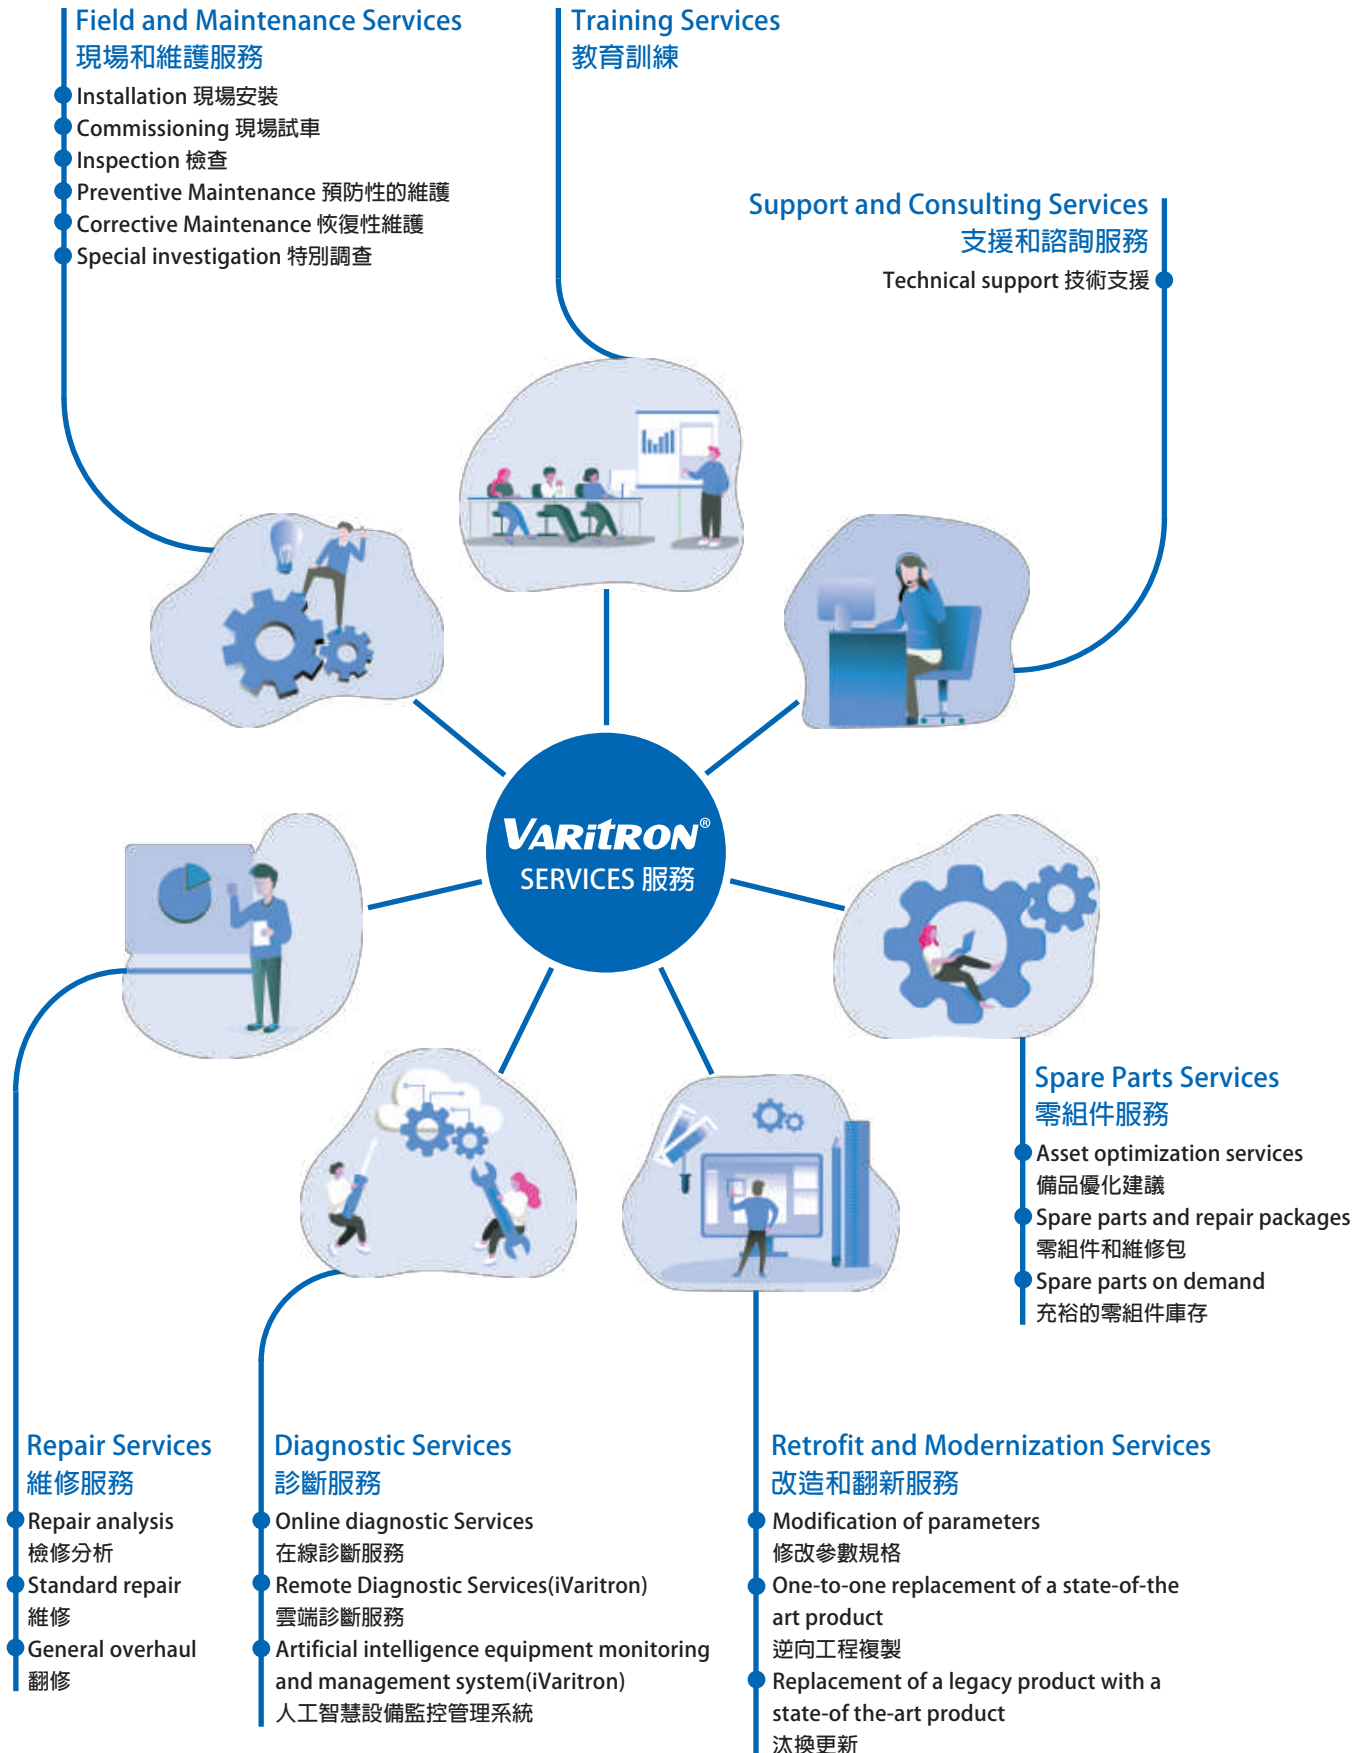 Field and Maintenance Services
現場和維護服務
Installation 現場安裝
Commissioning 現場試車
Inspection 檢查
Preventive Maintenance 預防性的維護
Corrective Maintenance 恢復性維護
Special investigation 特別調查
Training Services
教育訓練
Support and Consulting Services
支援和諮詢服務
Technical support 技術支援
VARiTRON®
SERVICES 服務
Spare Parts Services
零組件服務
Asset optimization services
備品優化建議
Spare parts and repair packages
零組件和維修包
Spare parts on demand
充裕的零組件庫存
Repair Services
維修服務
Repair analysis
檢修分析
Standard repair
維修
General overhaul
翻修
Diagnostic Services
診斷服務
Online diagnostic Services
在線診斷服務
Remote Diagnostic Services(iVaritron)
雲端診斷服務
Artificial intelligence equipment monitoring
and management system(iVaritron)
人工智慧設備監控管理系統
Retrofit and Modernization Services
改造和翻新服務
Modification of parameters
修改參數規格
One-to-one replacement of a state-of-the
art product
逆向工程複製
Replacement of a legacy product with a
state-of the-art product
汰換更新